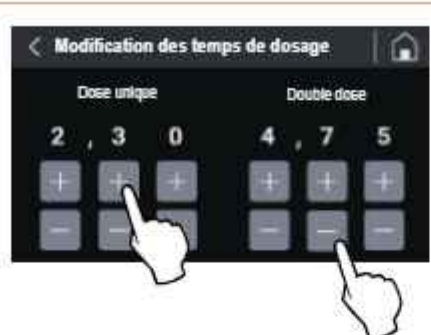 < Modification des temps de dosage
Dose unique Double dose
2 , 3 0 4 , 7 5
+ + + + + +
− − − − −